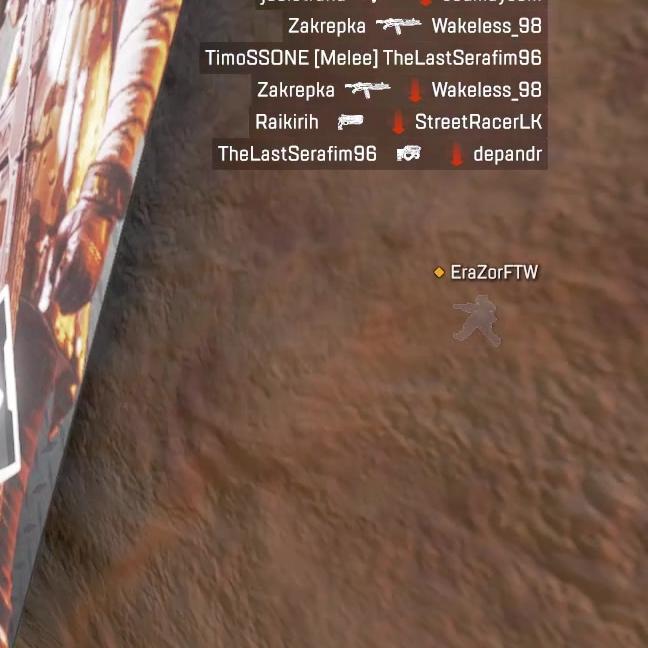 Zakrepka Wakeless_98
TimoSSONE [Melee] TheLastSerafim96
Zakrepka Wakeless_98
Raikirih StreetRacerLK
TheLastSerafim96 depandr
EraZorFTW